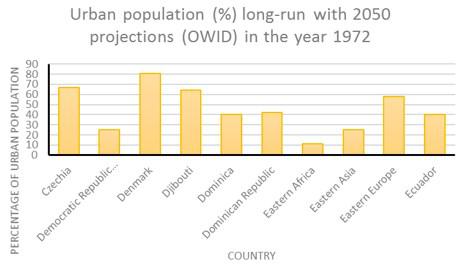 Urban population (%) long-run with 2050
projections (OWID) in the year 1972
PERCENTAGE OF URBAN POPULATION
90
80
70
60
50
40
30
20
10
0
Czechia
Democratic Republic...
Denmark
Djibouti
Dominica
Dominican Republic
Eastern Africa
Eastern Asia
Eastern Europe
Ecuador
COUNTRY